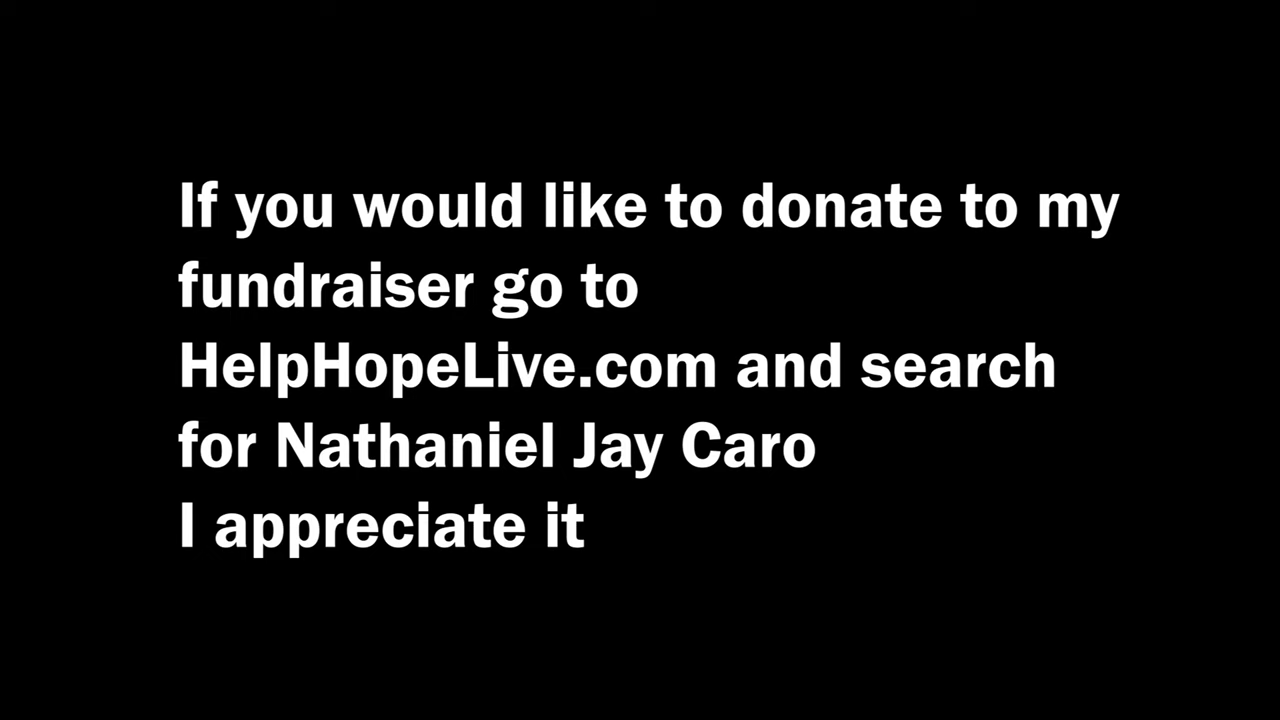 If you would like to donate to my
fundraiser go to
HelpHopeLive.com and search
for Nathaniel Jay Caro
I appreciate it